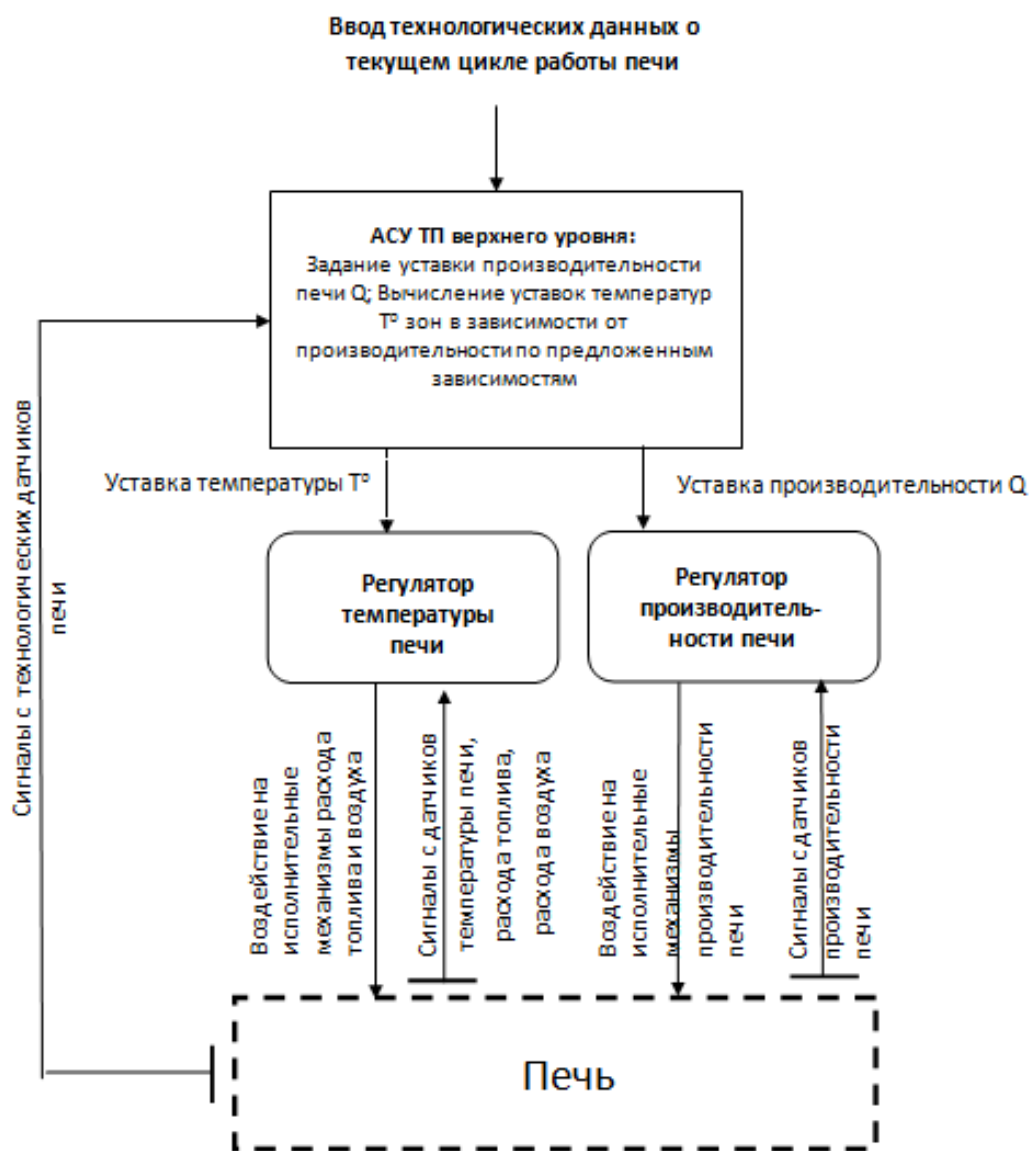 Ввод технологических данных о
текущем цикле работы печи
АСУ ТП верхнего уровня:
Задание уставки производительности
печи Q; Вычисление уставок температур
Tº зон в зависимости от
производительности по предложенным
зависимостям
Сигналы с технологических датчиков
печи
Уставка температуры Tº
Уставка производительности Q
Регулятор
температуры
печи
Регулятор
производитель-
ности печи
Воздействие на
исполнительные
механизмы расхода
топлива и воздуха
Сигналы с датчиков
температуры печи,
расхода топлива,
расхода воздуха
Воздействие на
исполнительные
механизмы
производительности
печи
Сигналы с датчиков
производительности
печи
Печь